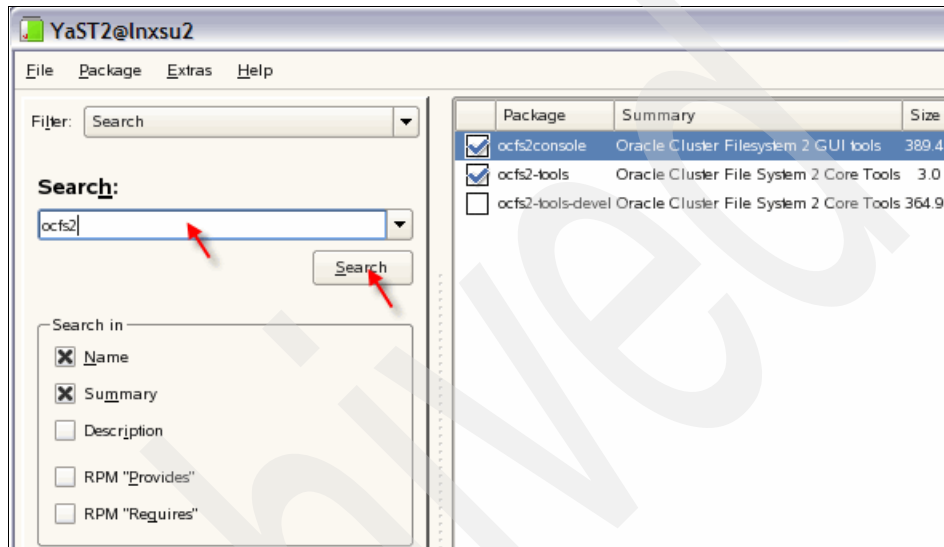 YaST2@lnxsu2
File Package Extras Help
Filter: Search
Search:
ocfs2
Search
Search in
Name
Summary
Description
RPM "Provides"
RPM "Requires"
Package Summary Size
ocfs2console Oracle Cluster Filesystem 2 GUI tools 389.4
ocfs2-tools Oracle Cluster File System 2 Core Tools 3.0
ocfs2-tools-devel Oracle Cluster File System 2 Core Tools 364.9